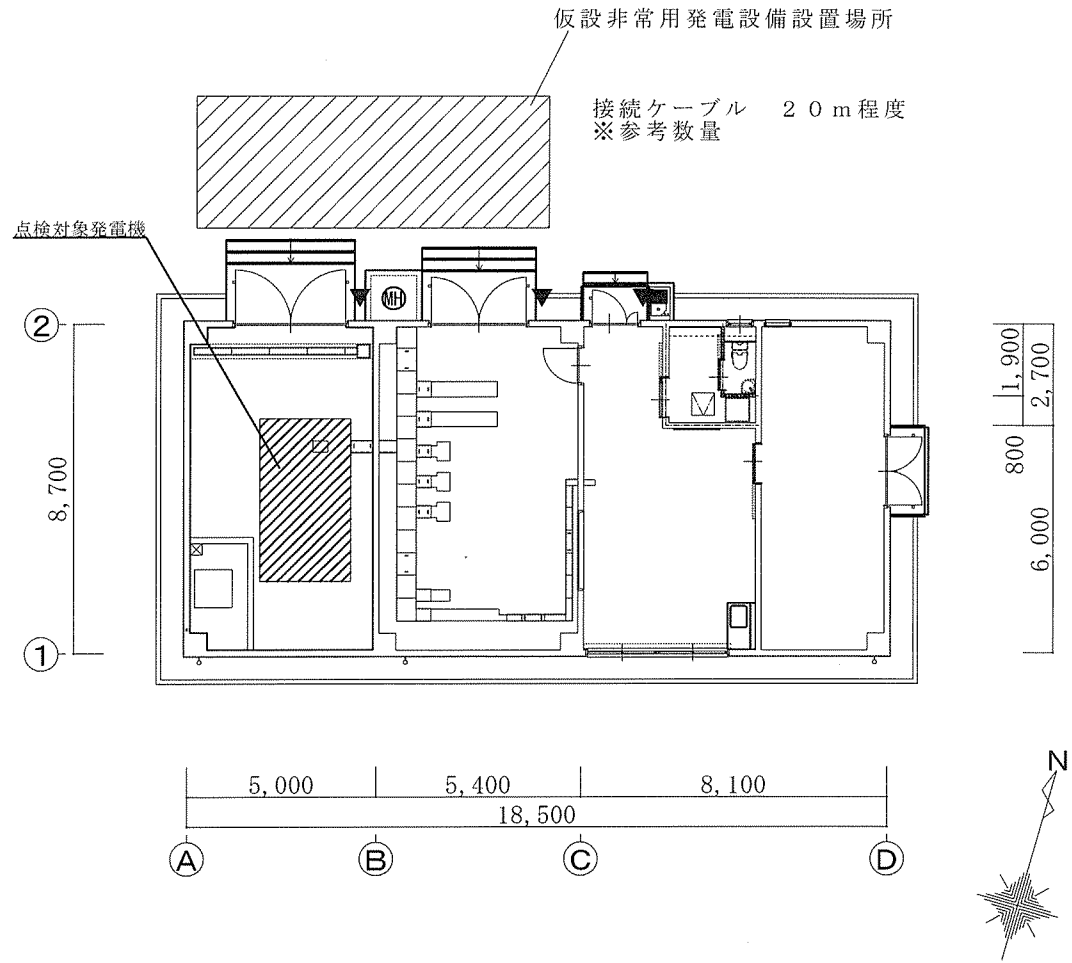 仮設非常用発電設備設置場所
接続ケーブル　２０ｍ程度
※参考数量
点検対象発電機
MH
②
①
8,700
1,900
2,700
800
6,000
5,000
5,400
8,100
18,500
Ⓐ
Ⓑ
Ⓒ
Ⓓ
N